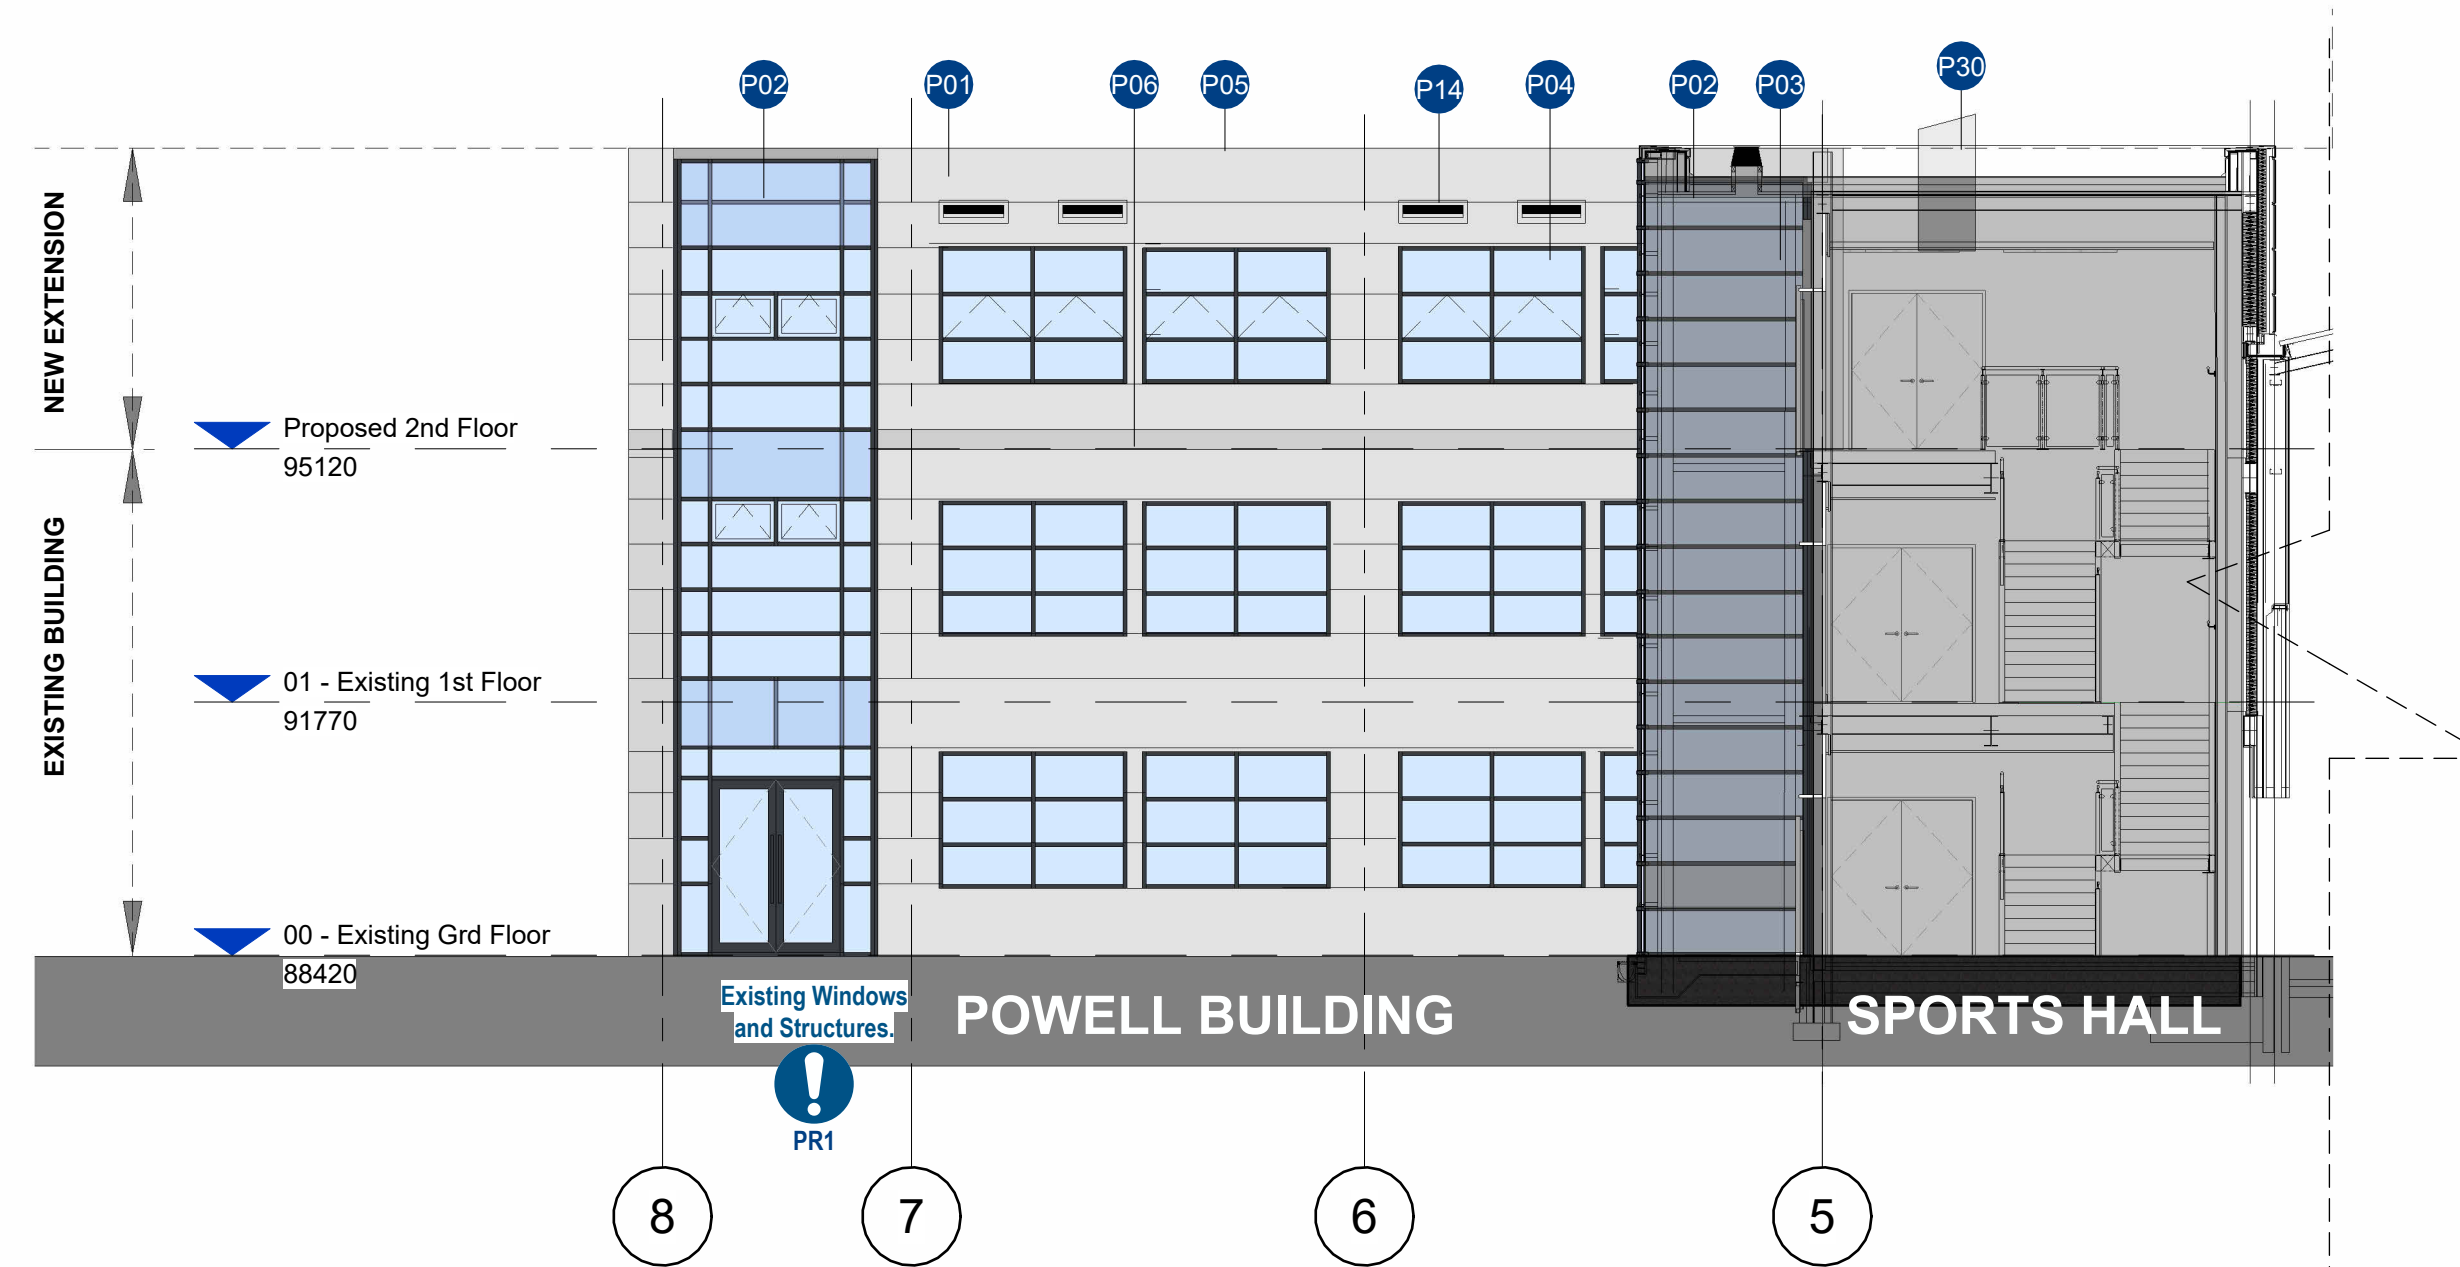 P02
P01
P06
P05
P14
P04
P02
P03
P30
NEW EXTENSION
Proposed 2nd Floor
95120
EXISTING BUILDING
01 - Existing 1st Floor
91770
00 - Existing Grd Floor
88420
Existing Windows
and Structures.
PR1
POWELL BUILDING
SPORTS HALL
8
7
6
5